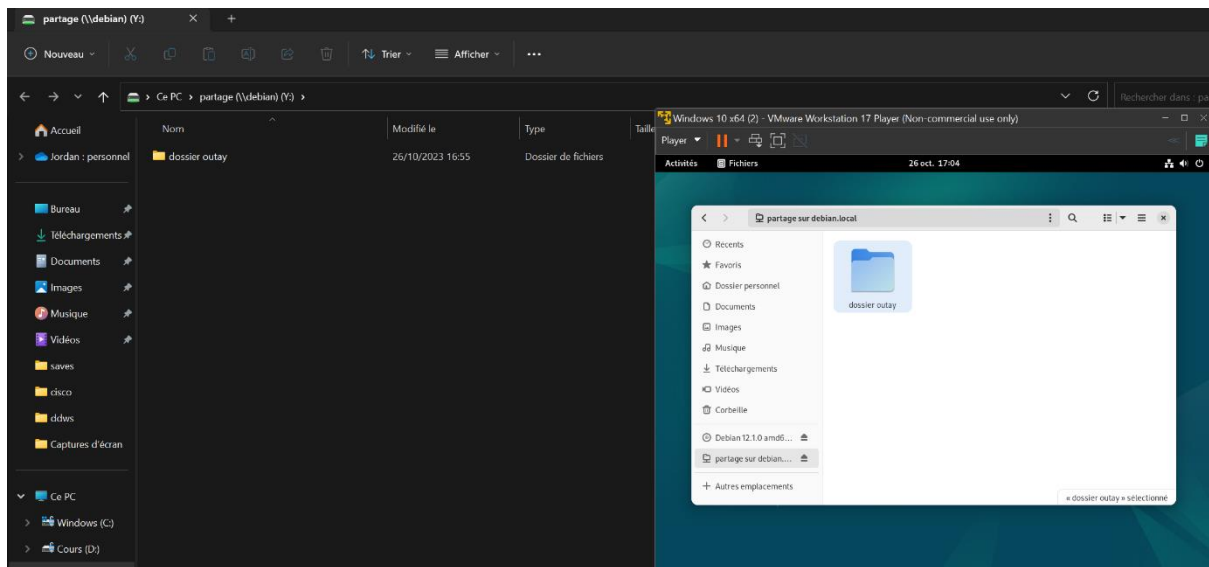 partage (\\debian) (Y:)
Nouveau
Trier
Afficher
Ce PC > partage (\\debian) (Y:) >
Rechercher dans : pa
Accueil
Jordan : personnel
Bureau
Téléchargements
Documents
Images
Musique
Vidéos
saves
cisco
ddws
Captures d'écran
Ce PC
Windows (C:)
Cours (D:)
Nom Modifié le Type Taille
dossier outay 26/10/2023 16:55 Dossier de fichiers
Windows 10 x64 (2) - VMware Workstation 17 Player (Non-commercial use only)
Player
Activités Fichiers 26 oct. 17:04
partage sur debian.local
Récents
Favoris
Dossier personnel
Documents
Images
Musique
Téléchargements
Vidéos
Corbeille
Debian 12.1.0 amd6...
partage sur debian....
+ Autres emplacements
dossier outay
« dossier outay » sélectionné